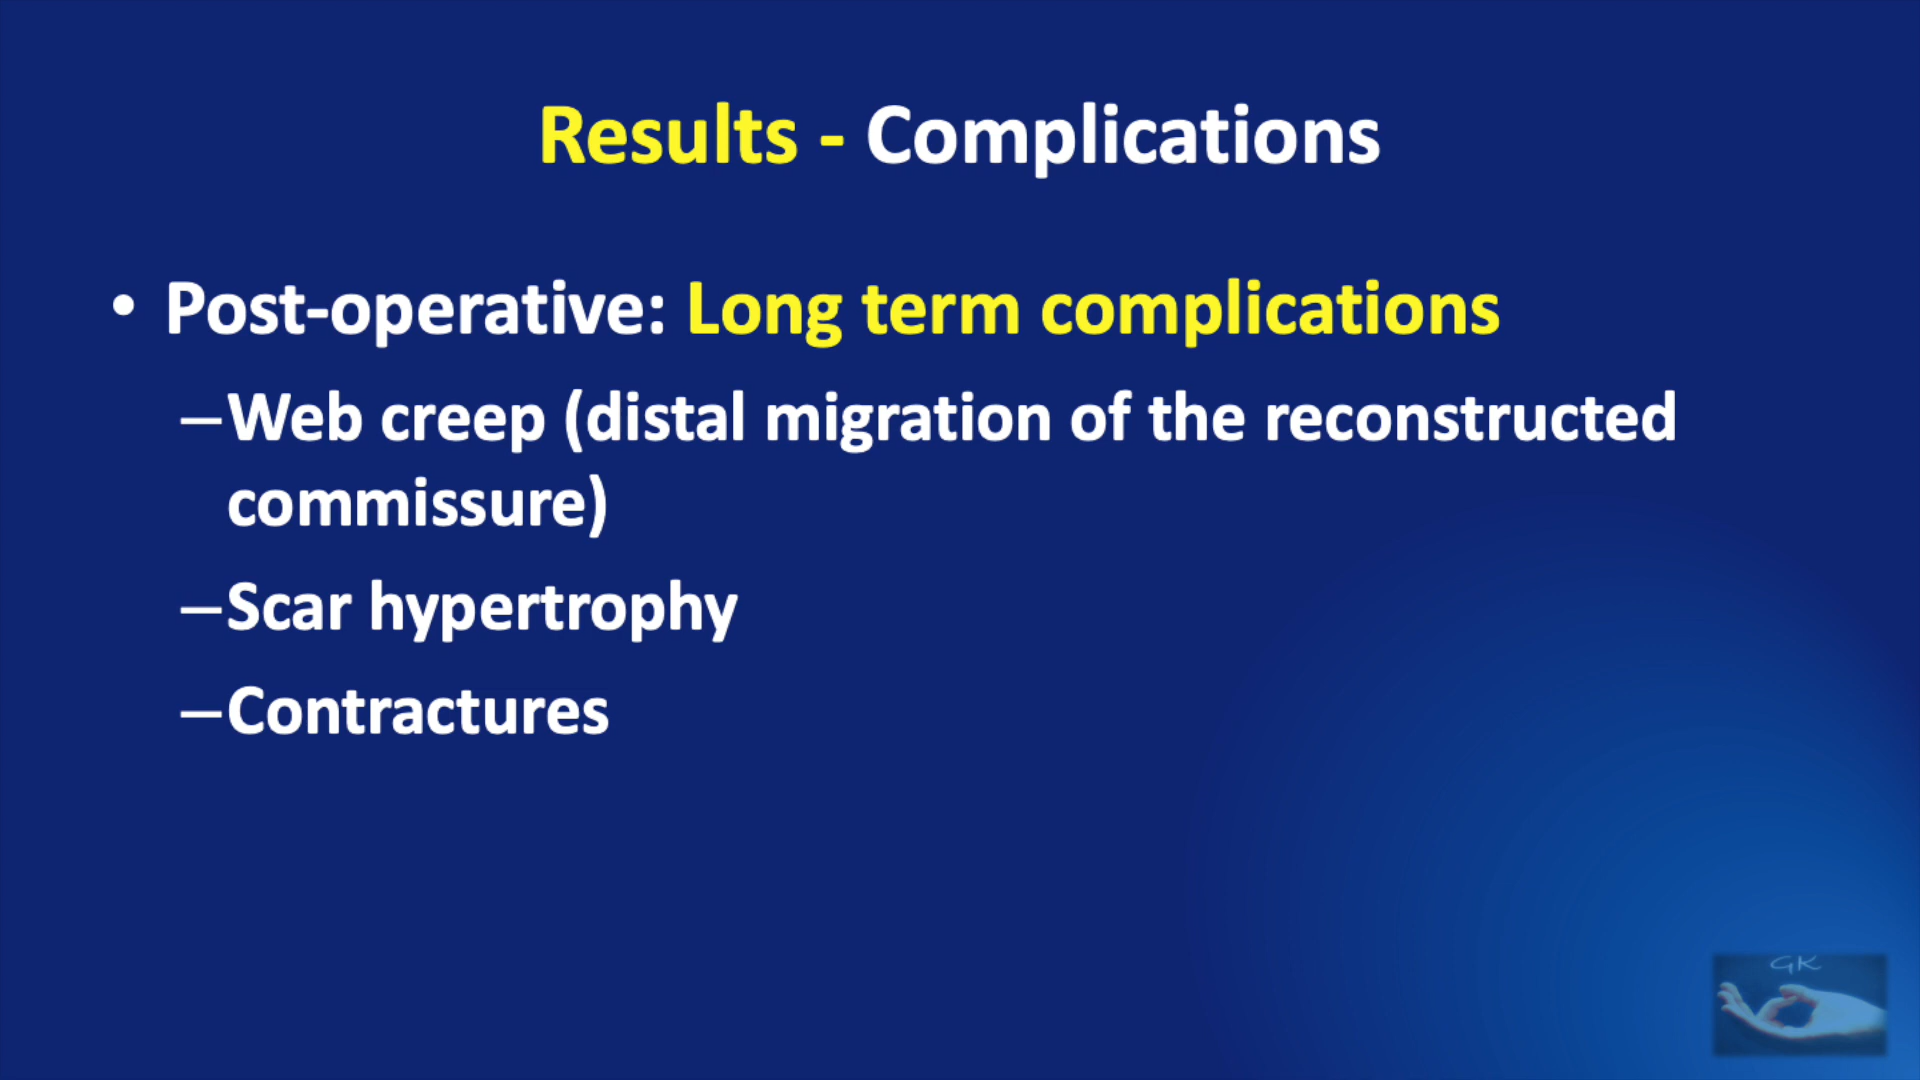 Results - Complications
• Post-operative: Long term complications
–Web creep (distal migration of the reconstructed
commissure)
–Scar hypertrophy
–Contractures
GK